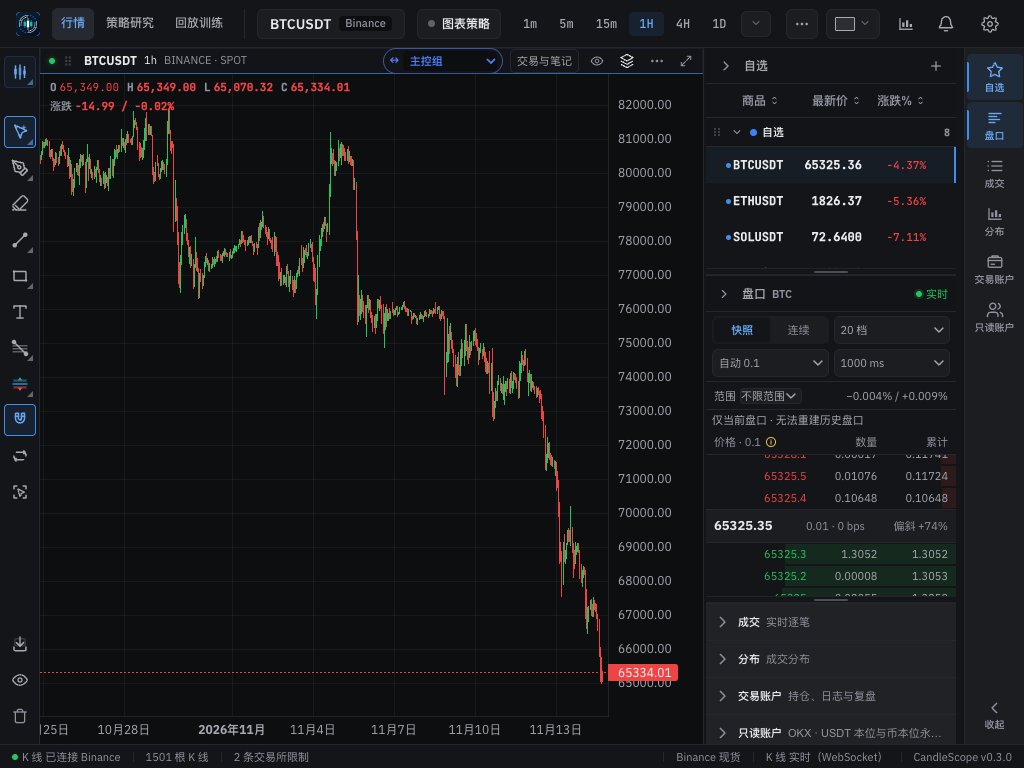 行情 策略研究 回放训练 BTCUSDT Binance 图表策略 1m 5m 15m 1H 4H 1D
BTCUSDT 1h BINANCE · SPOT 主控组 交易与笔记
O 65,349.00 H 65,349.00 L 65,070.32 C 65,334.01
涨跌 -14.99 / -0.02%
82000.00
81000.00
80000.00
79000.00
78000.00
77000.00
76000.00
75000.00
74000.00
73000.00
72000.00
71000.00
70000.00
69000.00
68000.00
67000.00
66000.00
65334.01
65000.00
25日 10月28日 2026年11月 11月4日 11月7日 11月10日 11月13日
自选
商品 最新价 涨跌%
自选 8
BTCUSDT 65325.36 -4.37%
ETHUSDT 1826.37 -5.36%
SOLUSDT 72.6400 -7.11%
盘口 BTC 实时
快照 连续 20 档
自动 0.1 1000 ms
范围 不限范围 −0.004% / +0.009%
仅当前盘口 · 无法重建历史盘口
价格 · 0.1 数量 累计
65325.5 0.01076 0.11724
65325.4 0.10648 0.10648
65325.35 0.01 · 0 bps 偏斜 +74%
65325.3 1.3052 1.3052
65325.2 0.00008 1.3053
成交 实时逐笔
分布 成交分布
交易账户 持仓、日志与复盘
只读账户 OKX · USDT 本位与币本位永…
自选
盘口
成交
分布
交易账户
只读账户
收起
K 线 已连接 Binance 1501 根 K 线 2 条交易所限制 Binance 现货 K 线 实时 (WebSocket) CandleScope v0.3.0